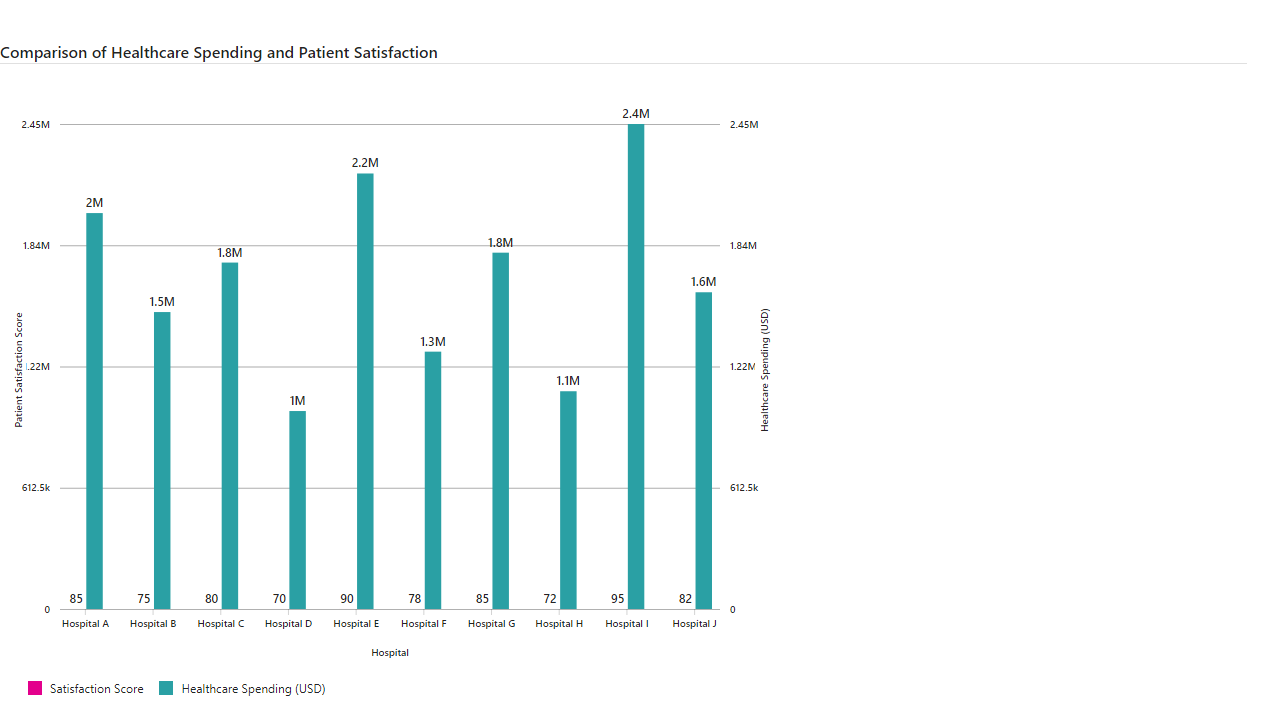 Comparison of Healthcare Spending and Patient Satisfaction
2.4M
2.45M 2.45M
2.2M
2M
1.84M 1.8M 1.84M
1.8M
1.6M
1.5M
1.3M
1.22M 1.22M
1.1M
1M
Patient Satisfaction Score
Healthcare Spending (USD)
612.5k 612.5k
85 75 80 70 90 78 85 72 95 82
0 0
Hospital A Hospital B Hospital C Hospital D Hospital E Hospital F Hospital G Hospital H Hospital I Hospital J
Hospital
Satisfaction Score Healthcare Spending (USD)